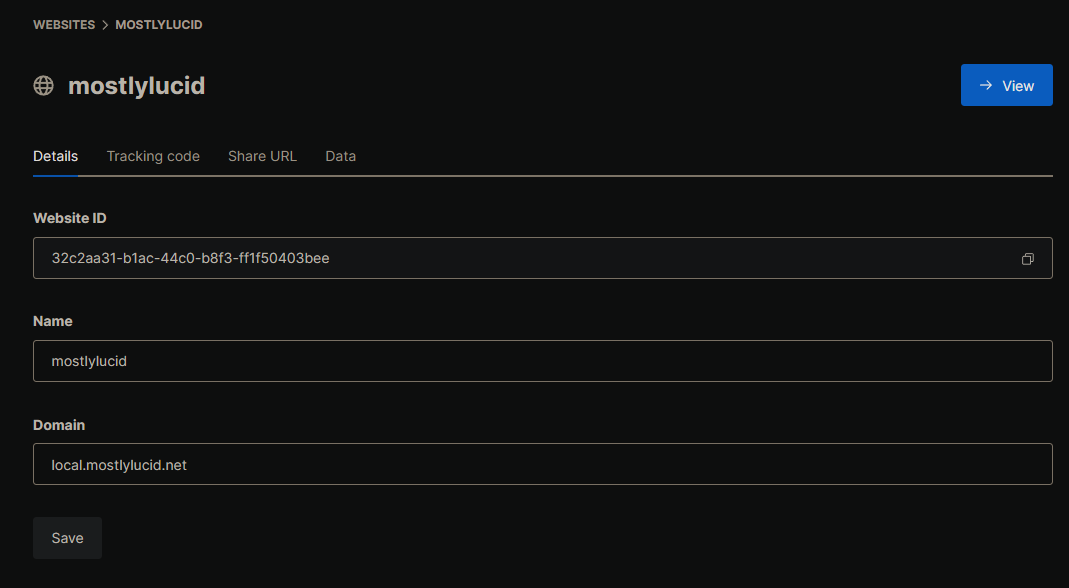 WEBSITES > MOSTLYLUCID
mostlylucid
View
Details Tracking code Share URL Data
Website ID
32c2aa31-b1ac-44c0-b8f3-ff1f50403bee
Name
mostlylucid
Domain
local.mostlylucid.net
Save